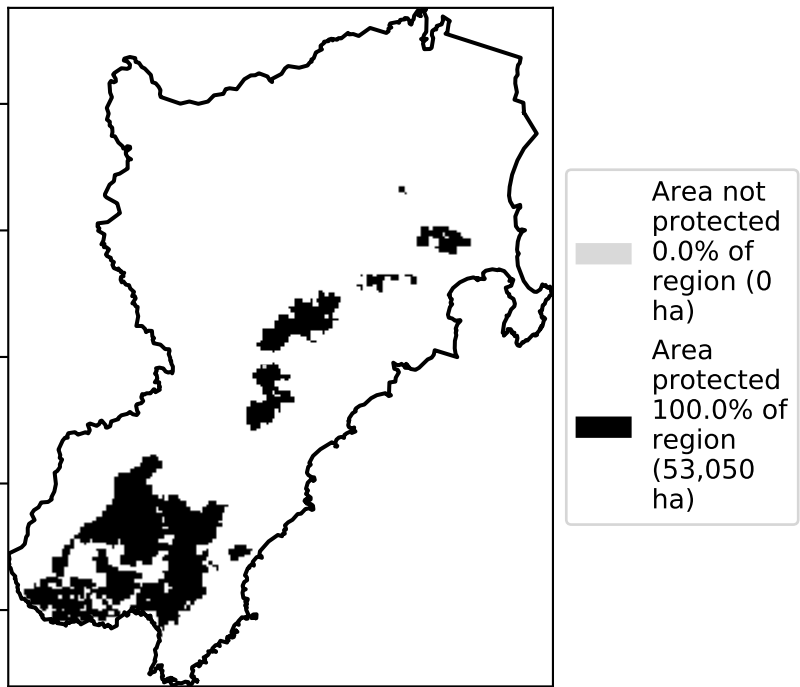 Area not
protected
0.0% of
region (0
ha)
Area
protected
100.0% of
region
(53,050
ha)